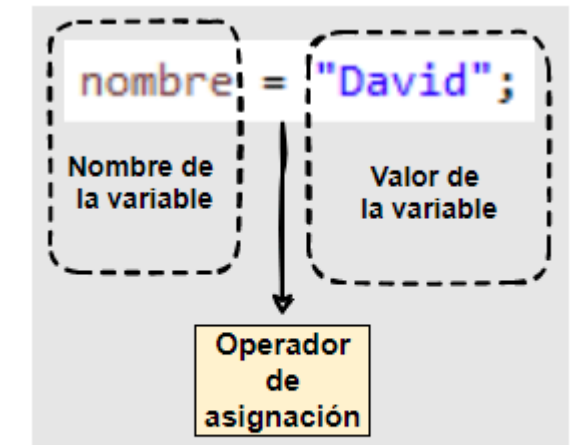 nombre = "David";
Nombre de
la variable
Valor de
la variable
Operador
de
asignación